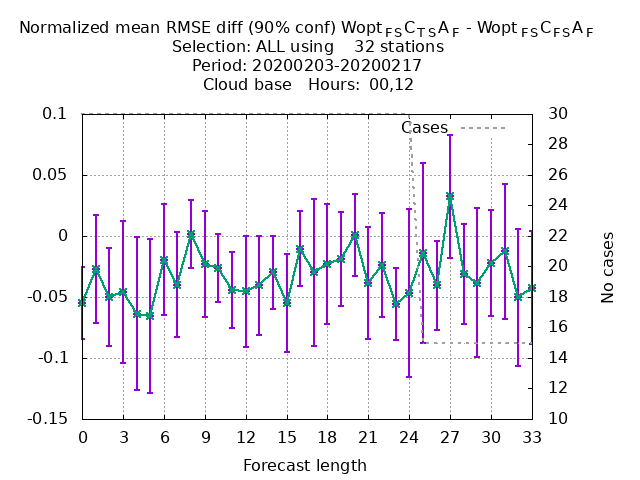 Normalized mean RMSE diff (90% conf) Wopt FS C TS A F - Wopt FS C FS A F
Selection: ALL using 32 stations
Period: 20200203-20200217
Cloud base Hours: 00,12
0.1
0.05
0
-0.05
-0.1
-0.15
Cases
30
28
26
24
22
20
18
16
14
12
10
No cases
0 3 6 9 12 15 18 21 24 27 30 33
Forecast length